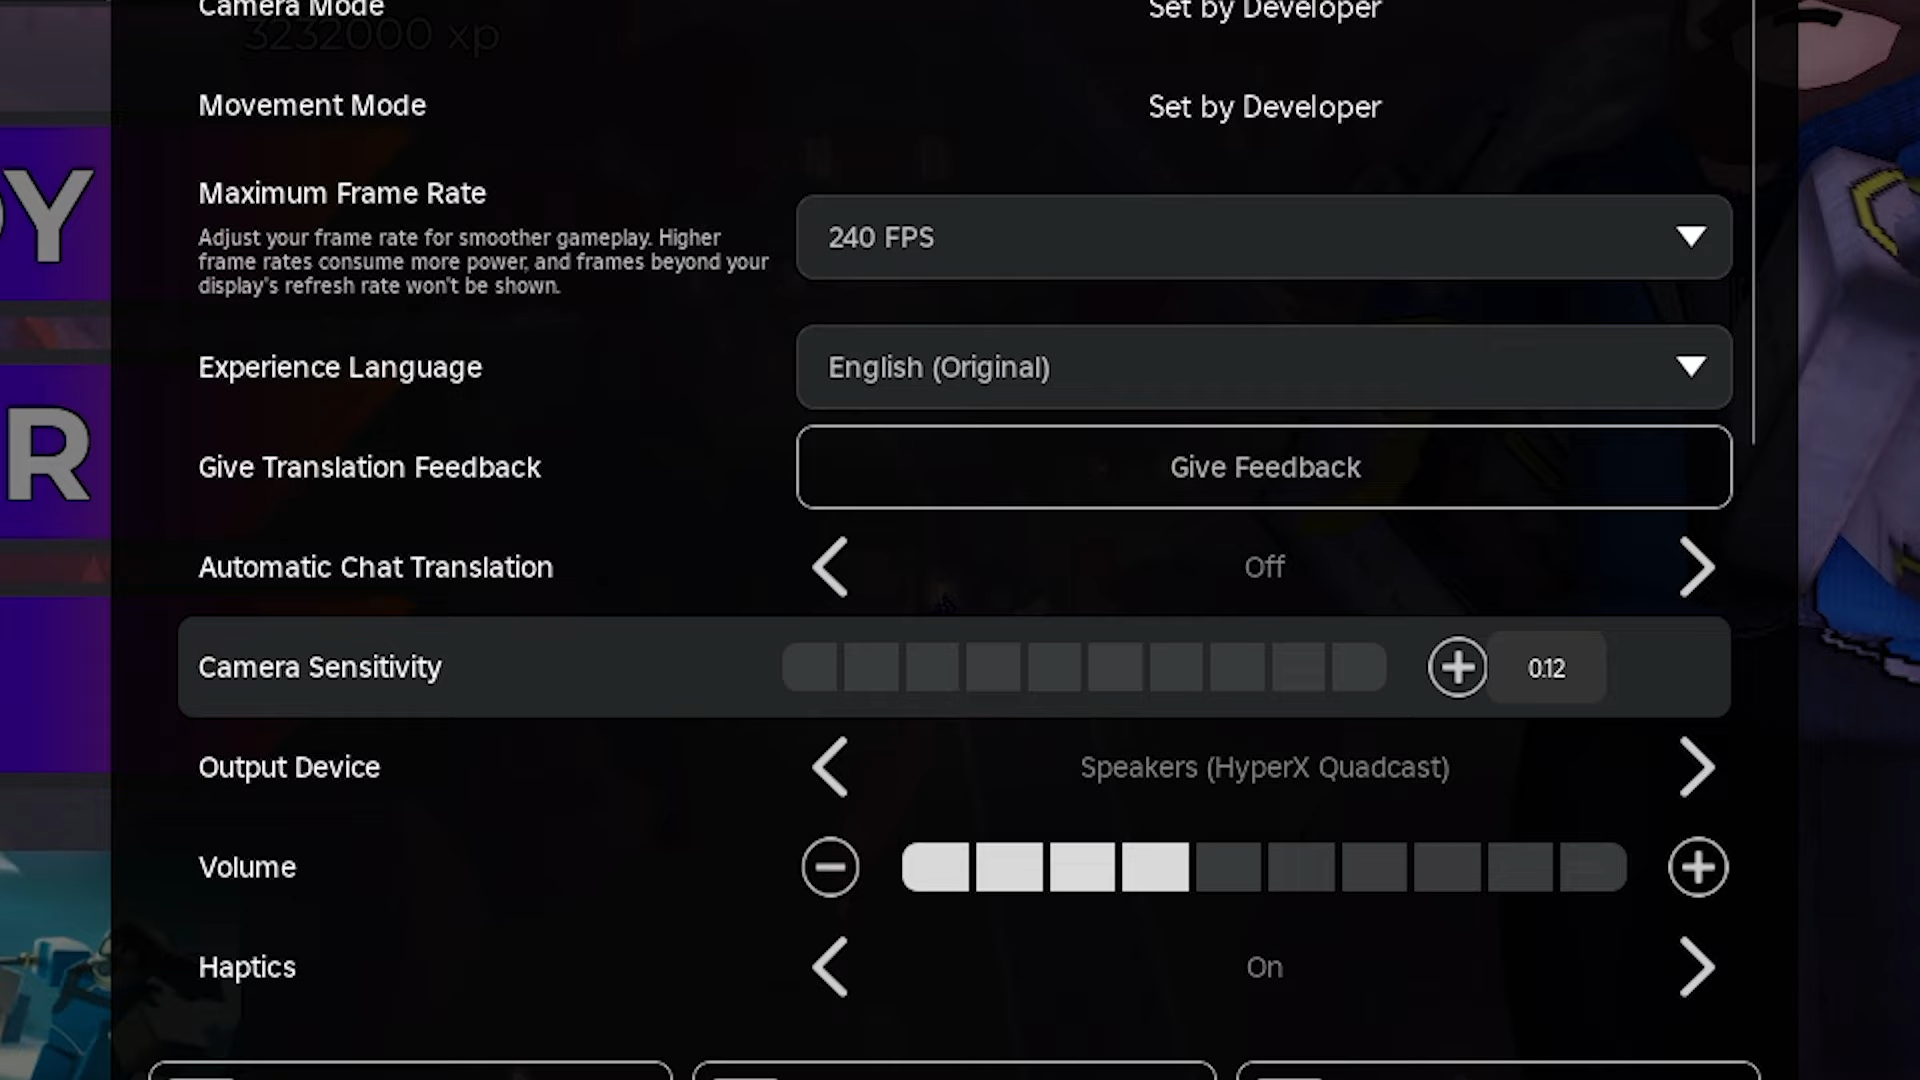 Camera Mode
Set by Developer
3232000 xp
Movement Mode
Set by Developer
Maximum Frame Rate
Adjust your frame rate for smoother gameplay. Higher
frame rates consume more power, and frames beyond your
display's refresh rate won't be shown.
240 FPS
Experience Language
English (Original)
Give Translation Feedback
Give Feedback
Automatic Chat Translation
Off
Camera Sensitivity
0.12
Output Device
Speakers (HyperX Quadcast)
Volume
Haptics
On